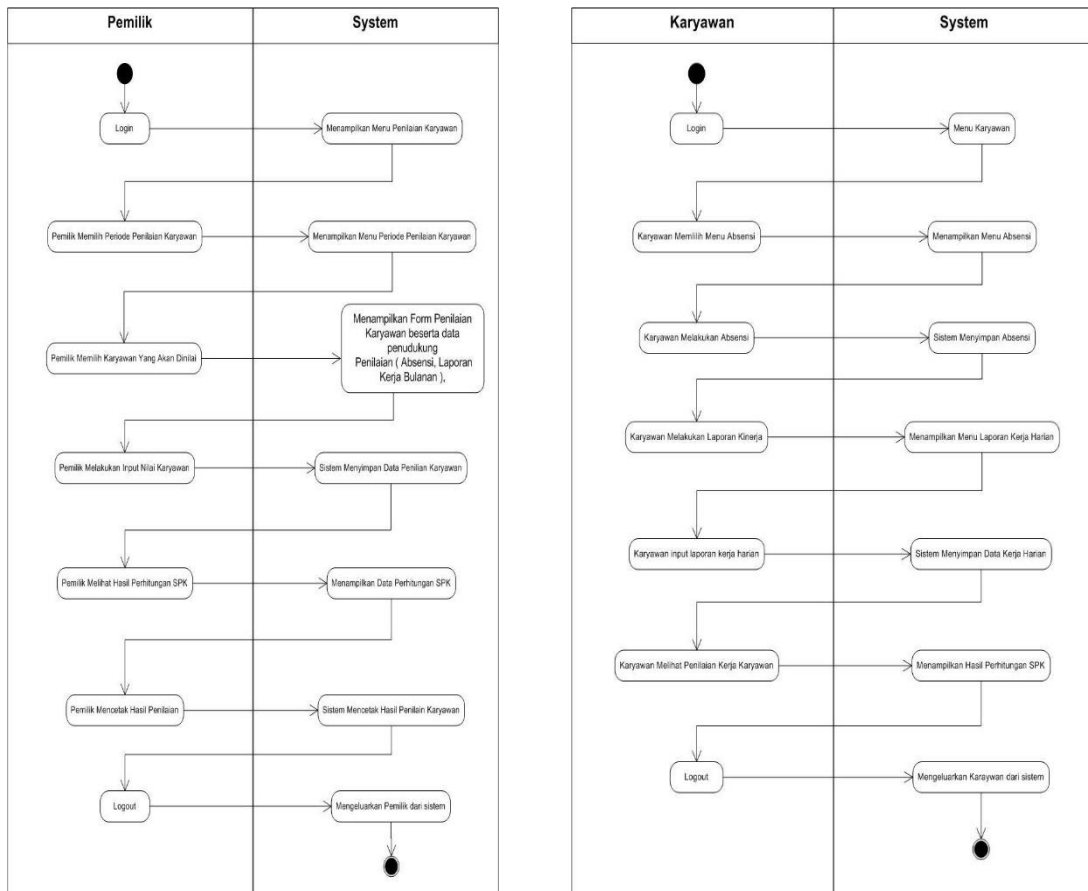 Pemilik
System
Login
Menampilkan Menu Penilaian Karyawan
Pemilik Memilih Periode Penilaian Karyawan
Menampilkan Menu Periode Penilaian Karyawan
Pemilik Memilih Karyawan Yang Akan Dinilai
Menampilkan Form Penilaian
Karyawan beserta data
penudukung
Penilaian ( Absensi, Laporan
Kerja Bulanan ),
Pemilik Melakukan Input Nilai Karyawan
Sistem Menyimpan Data Penilian Karyawan
Pemilik Melihat Hasil Perhitungan SPK
Menampilkan Data Perhitungan SPK
Pemilik Mencetak Hasil Penilaian
Sistem Mencetak Hasil Penilain Karyawan
Logout
Mengeluarkan Pemilik dari sistem
Karyawan
System
Login
Menu Karyawan
Karyawan Memlilih Menu Absensi
Menampilkan Menu Absensi
Karyawan Melakukan Absensi
Sistem Menyimpan Absensi
Karyawan Melakukan Laporan Kinerja
Menampilkan Menu Laporan Kerja Harian
Karyawan input laporan kerja harian
Sistem Menyimpan Data Kerja Harian
Karyawan Melihat Penilaian Kerja Karyawan
Menampilkan Hasil Perhitungan SPK
Logout
Mengeluarkan Karaywan dari sistem